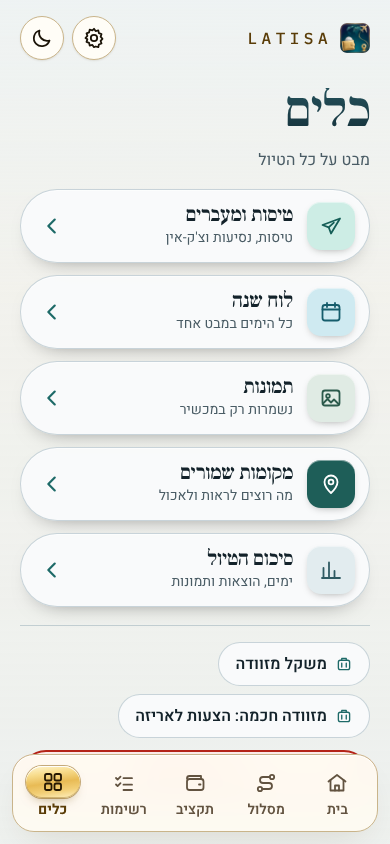 LATISA
כלים
מבט על כל הטיול
טיסות ומעברים
טיסות, נסיעות וצ'ק-אין
לוח שנה
כל הימים במבט אחד
תמונות
נשמרות רק במכשיר
מקומות שמורים
מה רוצים לראות ולאכול
סיכום הטיול
ימים, הוצאות ותמונות
משקל מזוודה
מזוודה חכמה: הצעות לאריזה
בית
מסלול
תקציב
רשימות
כלים